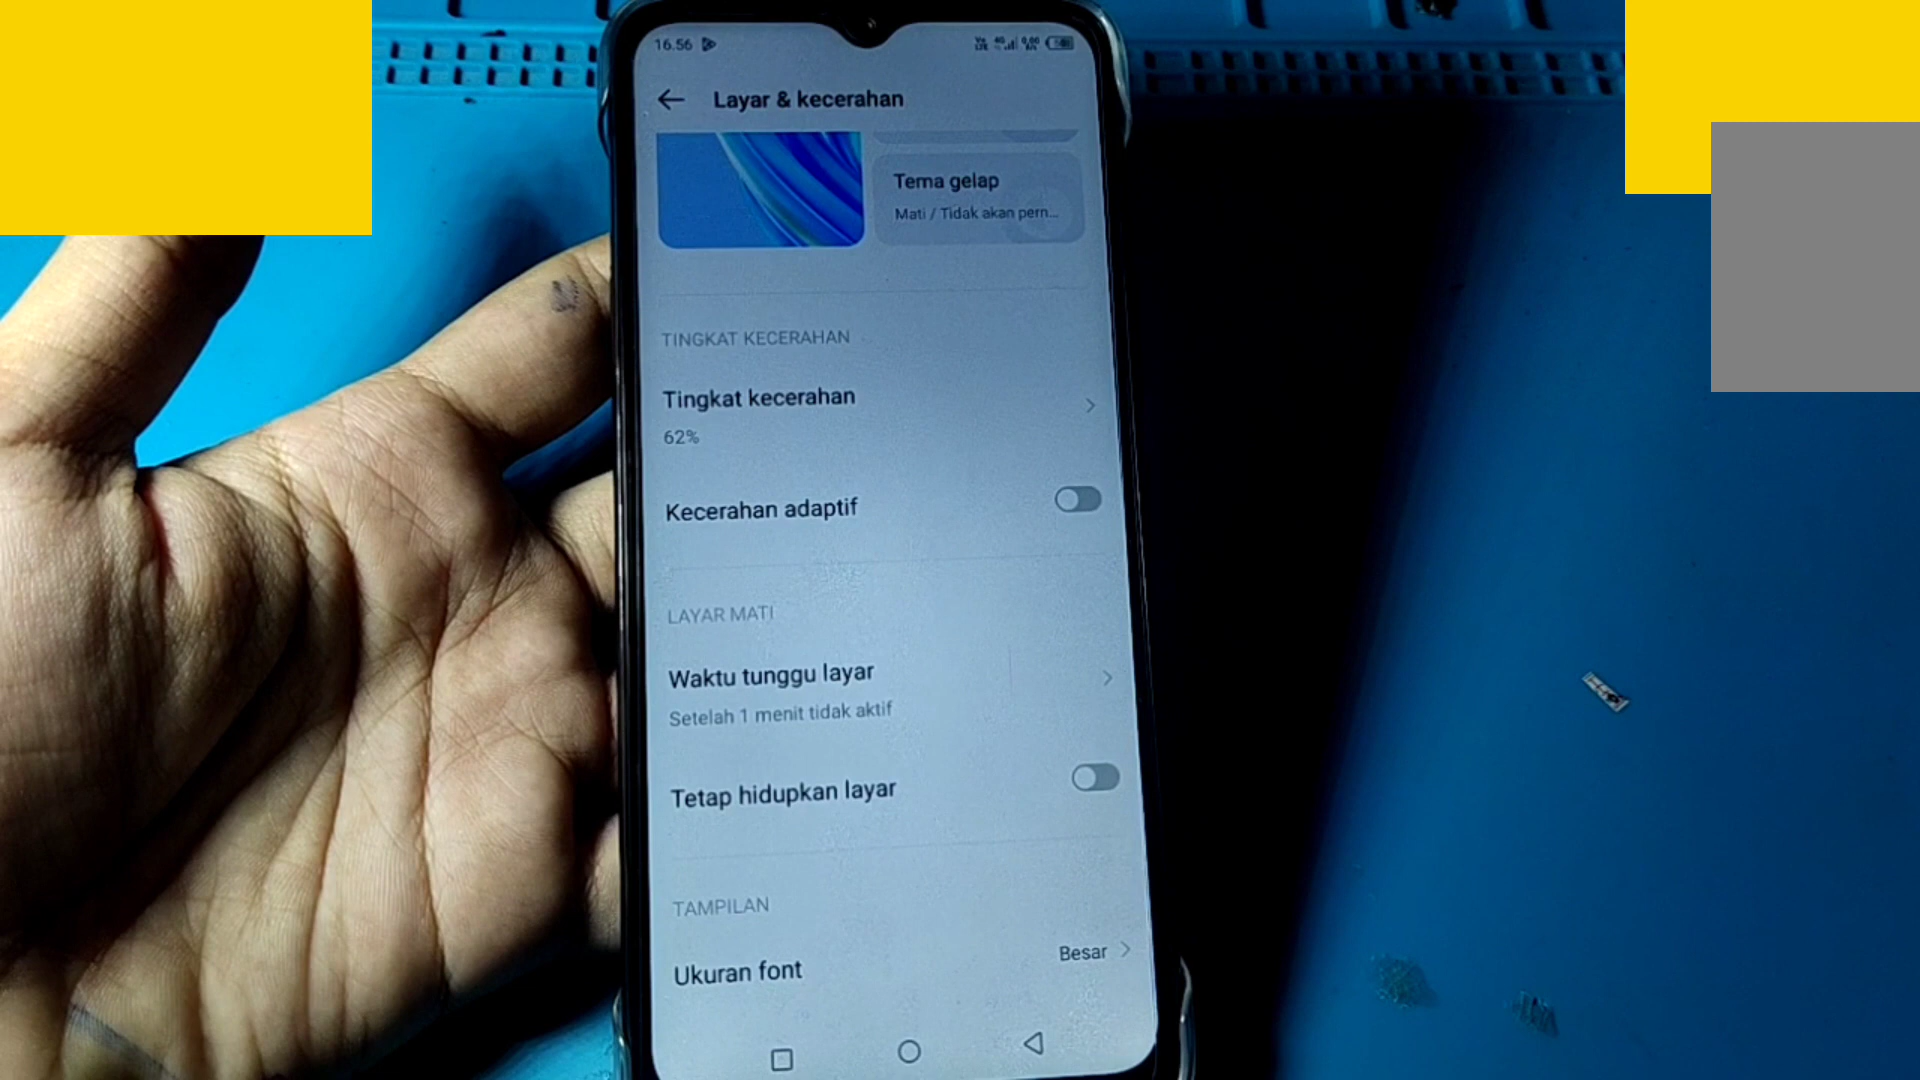 16.56
Layar & kecerahan
Tema gelap
Mati / Tidak akan pern...
TINGKAT KECERAHAN
Tingkat kecerahan
62%
Kecerahan adaptif
LAYAR MATI
Waktu tunggu layar
Setelah 1 menit tidak aktif
Tetap hidupkan layar
TAMPILAN
Ukuran font
Besar